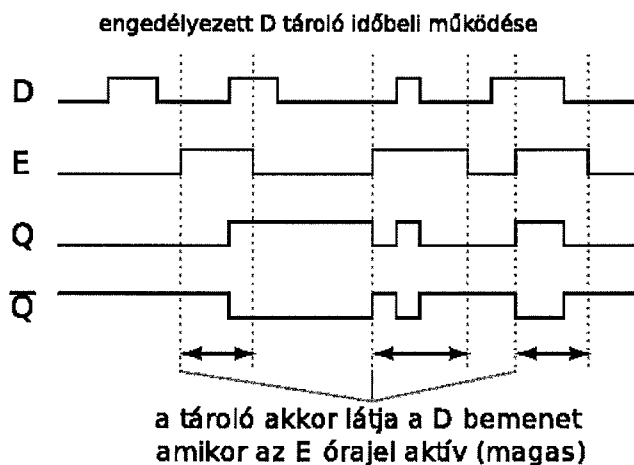 engedélyezett D tároló időbeli működése
D
E
Q
Q̅
a tároló akkor látja a D bemenet
amikor az E órajel aktív (magas)